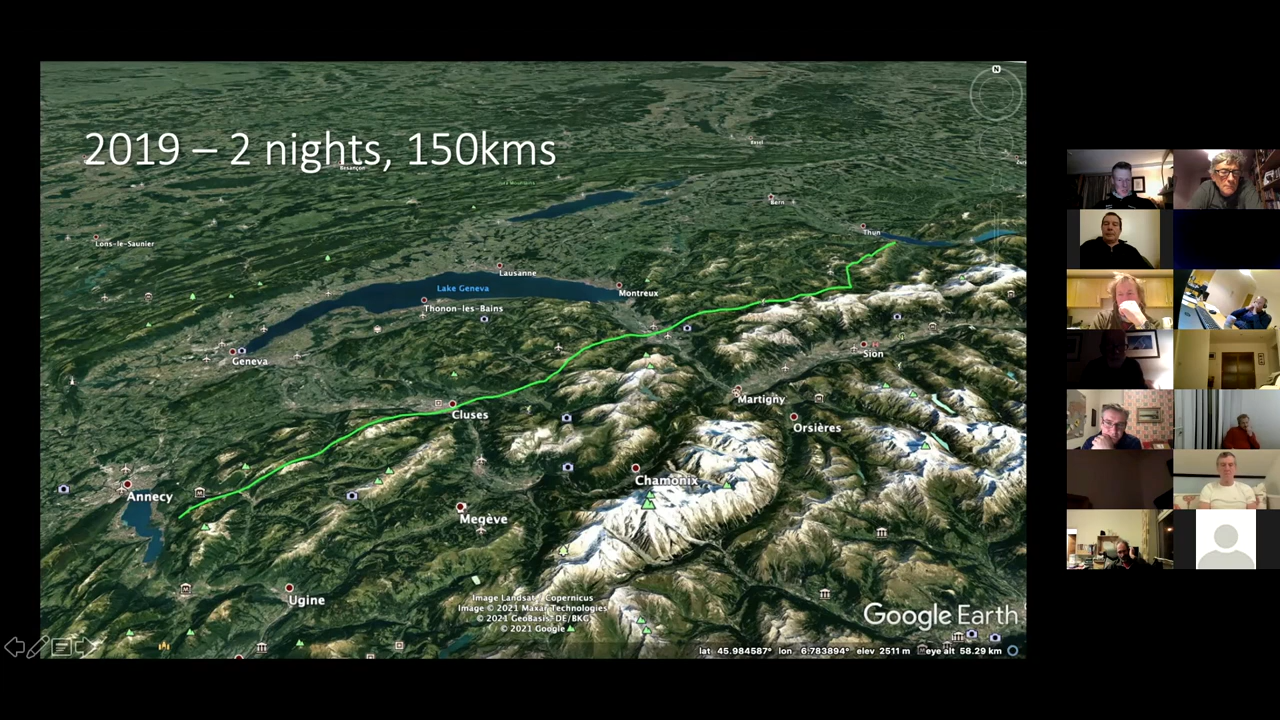 N
2019 – 2 nights, 150kms
Besançon
Basel
Bern
Thun
Lons-le-Saunier
Lausanne
Lake Geneva
Montreux
Thonon-les-Bains
Geneva
Sion
Martigny
Cluses
Orsières
Chamonix
Annecy
Megève
Ugine
Image Landsat / Copernicus
Image © 2021 Maxar Technologies
© 2021 GeoBasis-DE/BKG
© 2021 Google
Google Earth
lat 45.984587° lon 6.783894° elev 2511 m eye alt 58.29 km